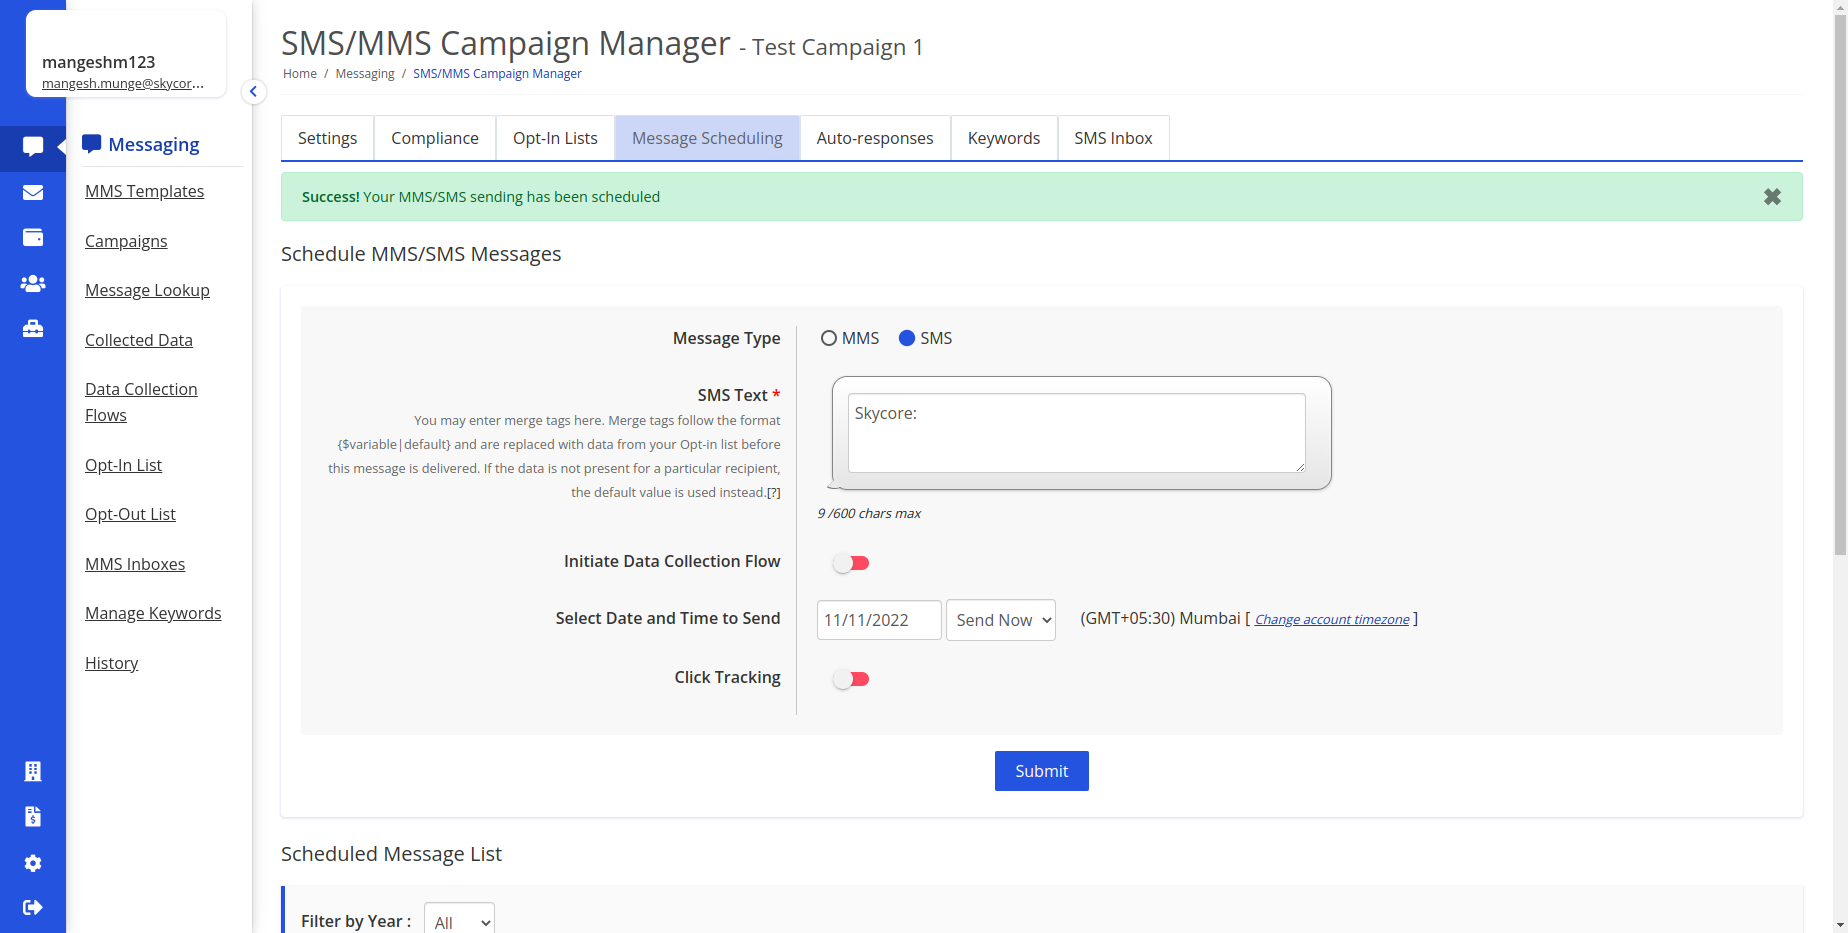 mangeshm123
mangesh.munge@skycor...
Messaging
MMS Templates
Campaigns
Message Lookup
Collected Data
Data Collection
Flows
Opt-In List
Opt-Out List
MMS Inboxes
Manage Keywords
History
SMS/MMS Campaign Manager - Test Campaign 1
Home / Messaging / SMS/MMS Campaign Manager
Settings Compliance Opt-In Lists Message Scheduling Auto-responses Keywords SMS Inbox
Success! Your MMS/SMS sending has been scheduled
Schedule MMS/SMS Messages
Message Type MMS SMS
SMS Text *
You may enter merge tags here. Merge tags follow the format
{$variable|default} and are replaced with data from your Opt-in list before
this message is delivered. If the data is not present for a particular recipient,
the default value is used instead.[?]
Skycore:
9 /600 chars max
Initiate Data Collection Flow
Select Date and Time to Send 11/11/2022 Send Now (GMT+05:30) Mumbai [ Change account timezone ]
Click Tracking
Submit
Scheduled Message List
Filter by Year : All